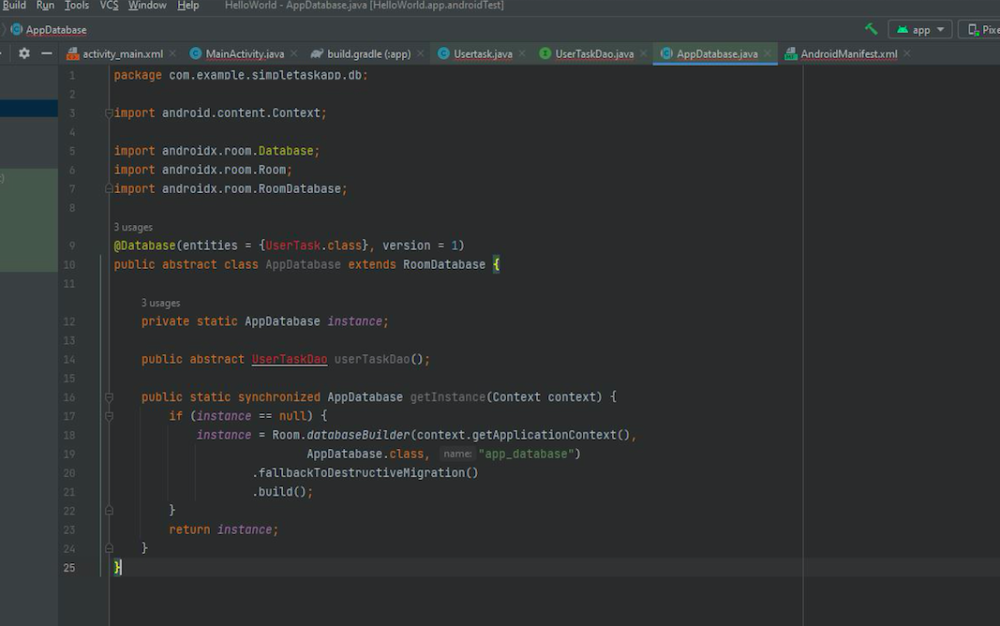 Build Run Tools VCS Window Help HelloWorld - AppDatabase.java [HelloWorld.app.androidTest]
AppDatabase app
activity_main.xml MainActivity.java build.gradle (:app) Usertask.java UserTaskDao.java AppDatabase.java AndroidManifest.xml
1 package com.example.simpletaskapp.db;
2
3 import android.content.Context;
4
5 import androidx.room.Database;
6 import androidx.room.Room;
7 import androidx.room.RoomDatabase;
8
3 usages
9 @Database(entities = {UserTask.class}, version = 1)
10 public abstract class AppDatabase extends RoomDatabase {
11
3 usages
12 private static AppDatabase instance;
13
14 public abstract UserTaskDao userTaskDao();
15
16 public static synchronized AppDatabase getInstance(Context context) {
17 if (instance == null) {
18 instance = Room.databaseBuilder(context.getApplicationContext(),
19 AppDatabase.class, name: "app_database")
20 .fallbackToDestructiveMigration()
21 .build();
22 }
23 return instance;
24 }
25 }